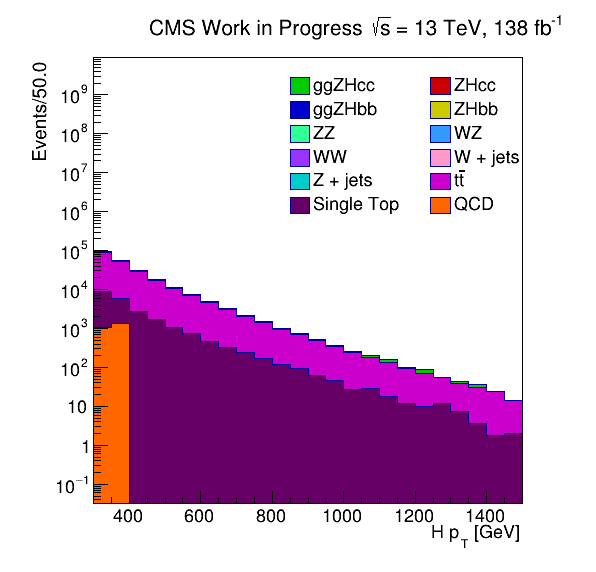 CMS Work in Progress √s = 13 TeV, 138 fb⁻¹
Events/50.0
ggZHcc ZHcc
ggZHbb ZHbb
ZZ WZ
WW W + jets
Z + jets tt̄
Single Top QCD
10⁹
10⁸
10⁷
10⁶
10⁵
10⁴
10³
10²
10
1
10⁻¹
400 600 800 1000 1200 1400
H p_T [GeV]